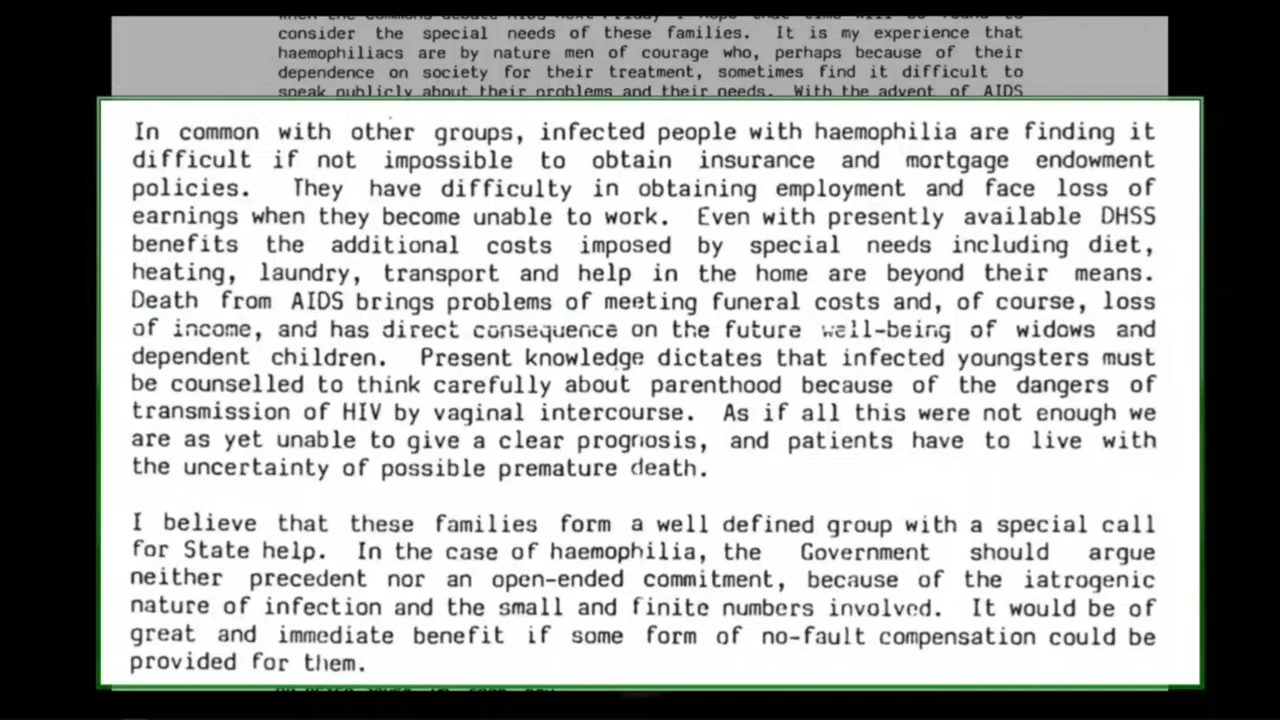 consider the special needs of these families. It is my experience that
haemophiliacs are by nature men of courage who, perhaps because of their
dependence on society for their treatment, sometimes find it difficult to
speak publicly about their problems and their needs. With the advent of AIDS
In common with other groups, infected people with haemophilia are finding it
difficult if not impossible to obtain insurance and mortgage endowment
policies. They have difficulty in obtaining employment and face loss of
earnings when they become unable to work. Even with presently available DHSS
benefits the additional costs imposed by special needs including diet,
heating, laundry, transport and help in the home are beyond their means.
Death from AIDS brings problems of meeting funeral costs and, of course, loss
of income, and has direct consequence on the future well-being of widows and
dependent children. Present knowledge dictates that infected youngsters must
be counselled to think carefully about parenthood because of the dangers of
transmission of HIV by vaginal intercourse. As if all this were not enough we
are as yet unable to give a clear prognosis, and patients have to live with
the uncertainty of possible premature death.
I believe that these families form a well defined group with a special call
for State help. In the case of haemophilia, the Government should argue
neither precedent nor an open-ended commitment, because of the iatrogenic
nature of infection and the small and finite numbers involved. It would be of
great and immediate benefit if some form of no-fault compensation could be
provided for them.